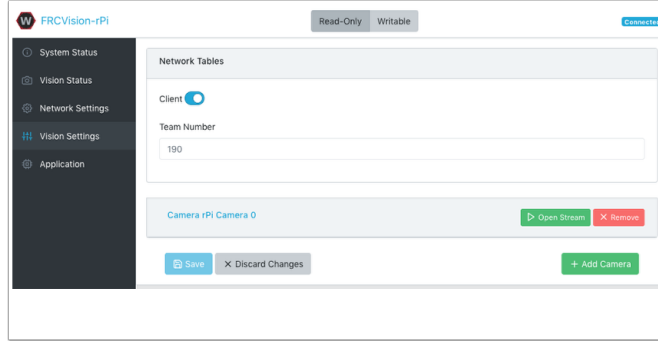 W FRCVision-rPi
Read-Only Writable
Connected
System Status
Vision Status
Network Settings
Vision Settings
Application
Network Tables
Client
Team Number
190
Camera rPi Camera 0
Open Stream
Remove
Save
Discard Changes
Add Camera